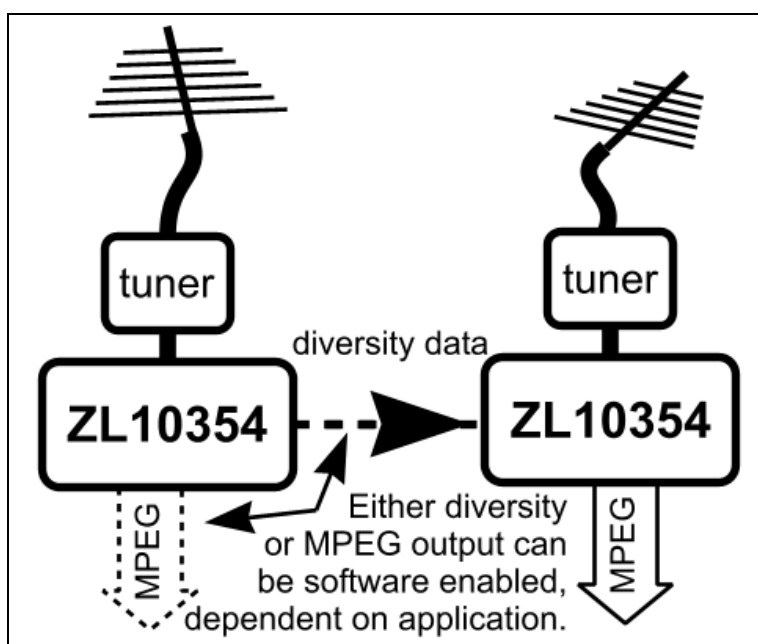 tuner
tuner
diversity data
ZL10354
ZL10354
MPEG
Either diversity
or MPEG output can
be software enabled,
dependent on application.
MPEG